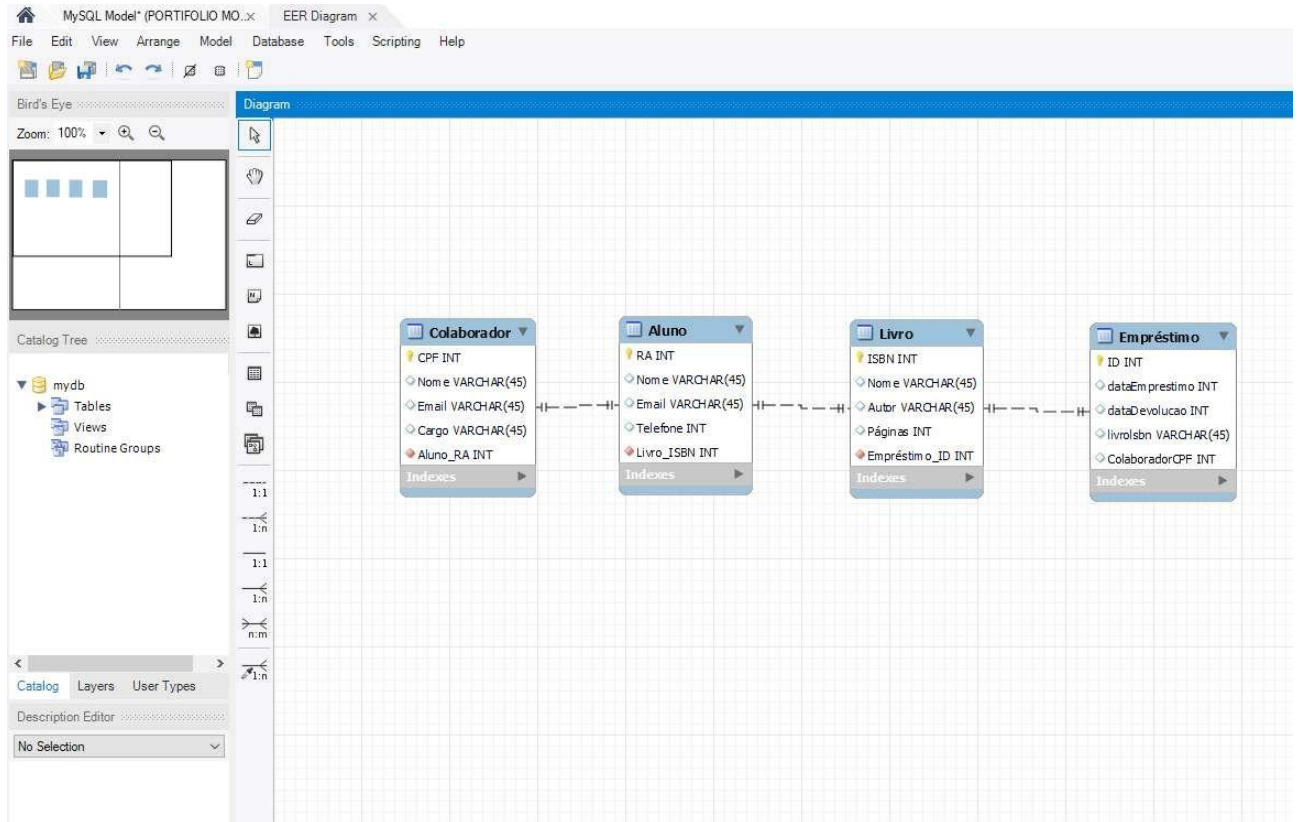 MySQL Model* (PORTIFOLIO MO..× EER Diagram ×
File Edit View Arrange Model Database Tools Scripting Help
Bird's Eye
Zoom: 100%
Catalog Tree
mydb
Tables
Views
Routine Groups
Catalog Layers User Types
Description Editor
No Selection
Diagram
1:1
1:n
1:1
1:n
n:m
1:n
Colaborador
CPF INT
Nome VARCHAR(45)
Email VARCHAR(45)
Cargo VARCHAR(45)
Aluno_RA INT
Indexes
Aluno
RA INT
Nome VARCHAR(45)
Email VARCHAR(45)
Telefone INT
Livro_ISBN INT
Indexes
Livro
ISBN INT
Nome VARCHAR(45)
Autor VARCHAR(45)
Páginas INT
Empréstimo_ID INT
Indexes
Empréstimo
ID INT
dataEmprestimo INT
dataDevolucao INT
livroIsbn VARCHAR(45)
ColaboradorCPF INT
Indexes